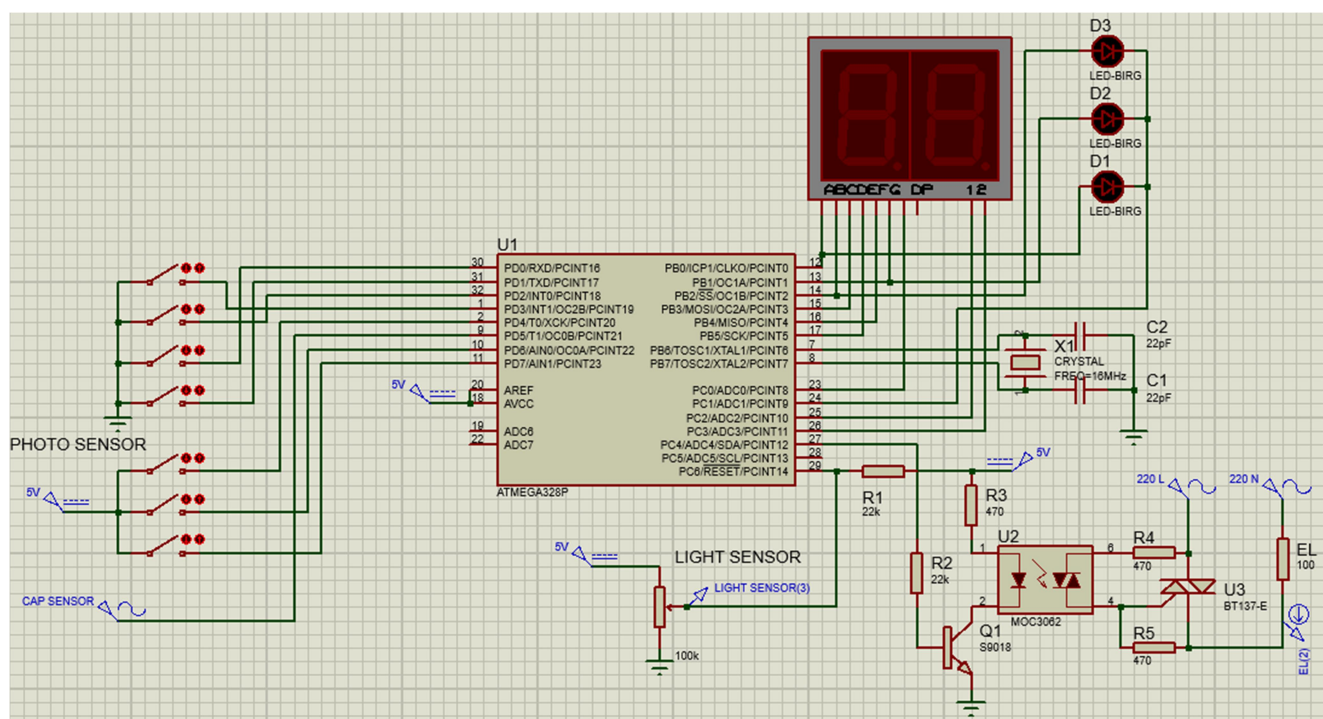 D3
LED-BIRG
D2
LED-BIRG
D1
LED-BIRG
ABCDEFG DP 12
U1
30 PD0/RXD/PCINT16
31 PD1/TXD/PCINT17
32 PD2/INT0/PCINT18
1 PD3/INT1/OC2B/PCINT19
2 PD4/T0/XCK/PCINT20
9 PD5/T1/OC0B/PCINT21
10 PD6/AIN0/OC0A/PCINT22
11 PD7/AIN1/PCINT23
20 AREF
18 AVCC
19 ADC6
22 ADC7
PB0/ICP1/CLKO/PCINT0 12
PB1/OC1A/PCINT1 13
PB2/SS/OC1B/PCINT2 14
PB3/MOSI/OC2A/PCINT3 15
PB4/MISO/PCINT4 16
PB5/SCK/PCINT5 17
PB6/TOSC1/XTAL1/PCINT6 7
PB7/TOSC2/XTAL2/PCINT7 8
PC0/ADC0/PCINT8 23
PC1/ADC1/PCINT9 24
PC2/ADC2/PCINT10 25
PC3/ADC3/PCINT11 26
PC4/ADC4/SDA/PCINT12 27
PC5/ADC5/SCL/PCINT13 28
PC6/RESET/PCINT14 29
ATMEGA328P
5V
PHOTO SENSOR
5V
CAP SENSOR
X1
CRYSTAL
FREQ=16MHz
2
1
C2
22pF
C1
22pF
R1
22k
5V
R3
470
5V
LIGHT SENSOR
LIGHT SENSOR(3)
100k
R2
22k
U2
1
2
6
4
MOC3062
Q1
S9018
R4
470
R5
470
220 L
220 N
U3
BT137-E
EL
100
EL(2)